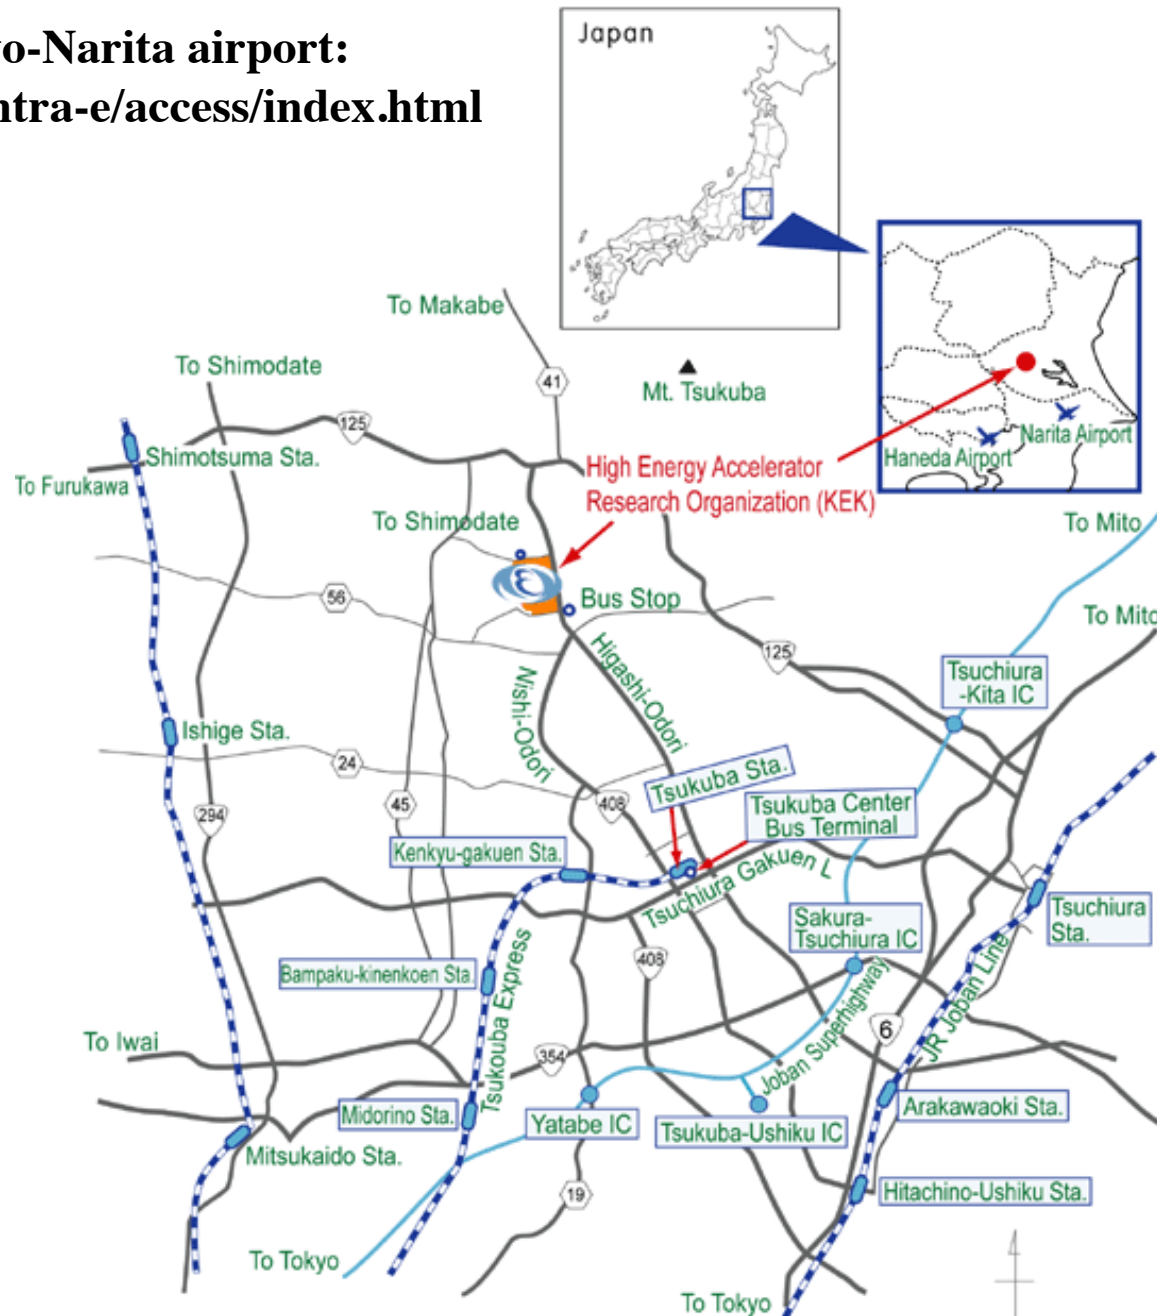 o-Narita airport:
ntra-e/access/index.html
Japan
To Makabe
To Shimodate
41
Mt. Tsukuba
125
Narita Airport
Haneda Airport
Shimotsuma Sta.
To Furukawa
High Energy Accelerator
Research Organization (KEK)
To Shimodate
To Mito
56
Bus Stop
To Mito
Higashi-Odori
Nishi-Odori
125
Tsuchiura
-Kita IC
Ishige Sta.
24
Tsukuba Sta.
45
408
294
Tsukuba Center
Bus Terminal
Kenkyu-gakuen Sta.
Tsuchiura Gakuen L
Tsuchiura
Sta.
Sakura-
Tsuchiura IC
408
Bampaku-kinenkoen Sta.
Tsukouba Express
JR Joban Line
Joban Superhighway
6
To Iwai
354
Midorino Sta.
Yatabe IC
Tsukuba-Ushiku IC
Arakawaoki Sta.
Mitsukaido Sta.
19
Hitachino-Ushiku Sta.
To Tokyo
To Tokyo